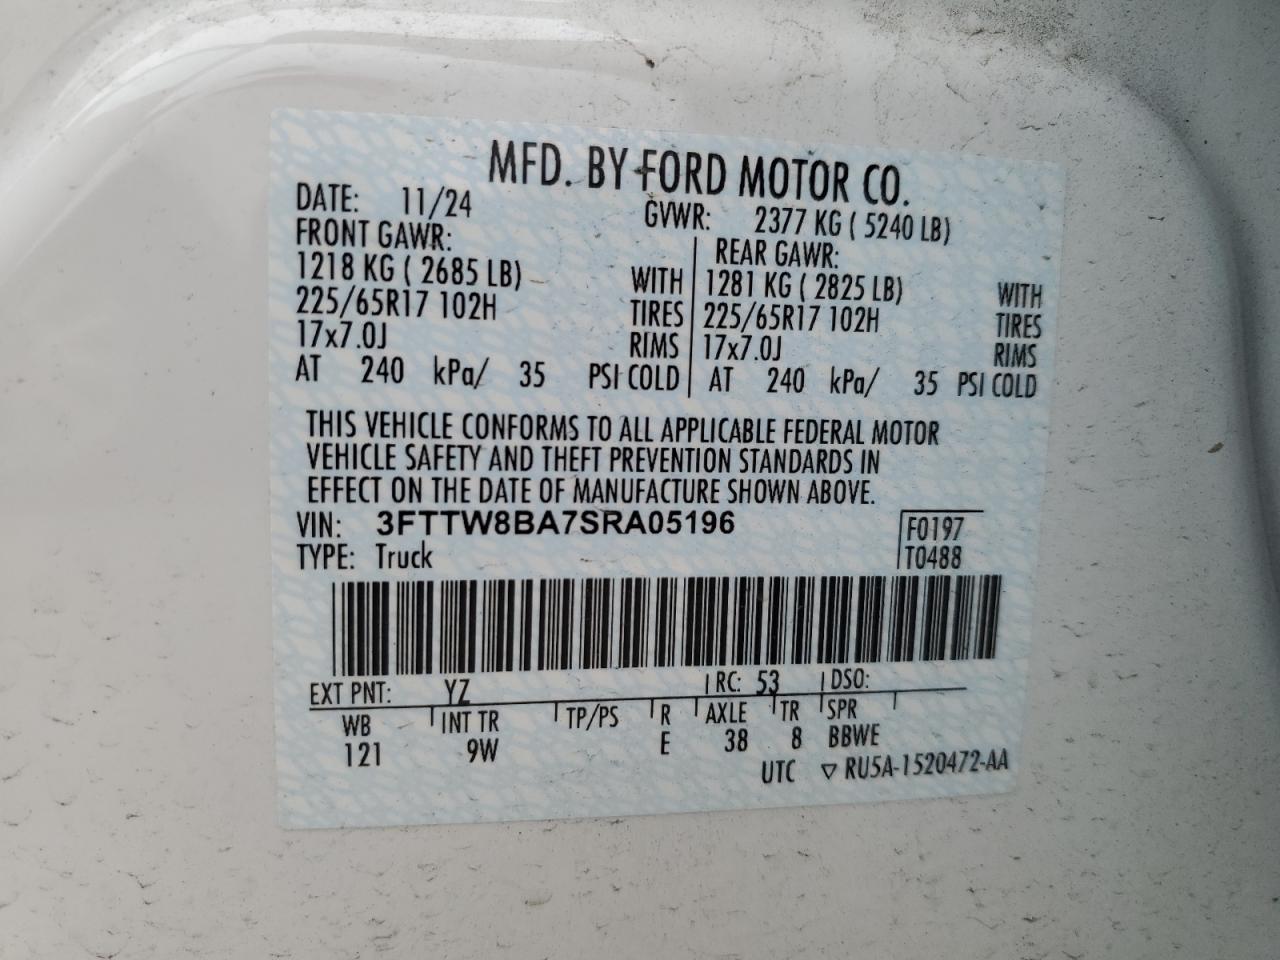 MFD. BY FORD MOTOR CO.
DATE: 11/24 GVWR: 2377 KG ( 5240 LB)
FRONT GAWR: REAR GAWR:
1218 KG ( 2685 LB) WITH 1281 KG ( 2825 LB) WITH
225/65R17 102H TIRES 225/65R17 102H TIRES
17x7.0J RIMS 17x7.0J RIMS
AT 240 kPa/ 35 PSI COLD AT 240 kPa/ 35 PSI COLD
THIS VEHICLE CONFORMS TO ALL APPLICABLE FEDERAL MOTOR
VEHICLE SAFETY AND THEFT PREVENTION STANDARDS IN
EFFECT ON THE DATE OF MANUFACTURE SHOWN ABOVE.
VIN: 3FTTW8BA7SRA05196 F0197
TYPE: Truck T0488
EXT PNT: YZ RC: 53 DSO:
WB INT TR TP/PS R AXLE TR SPR
121 9W E 38 8 BBWE
UTC ▽ RU5A-1520472-AA